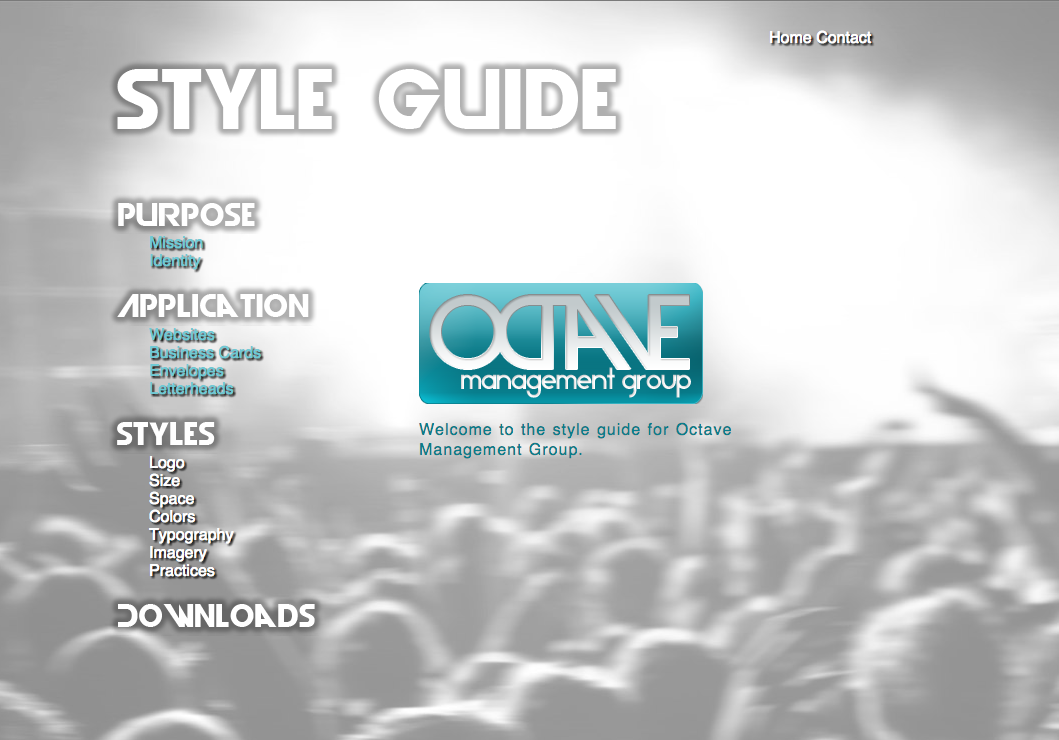 Home Contact
STYLE GUIDE
PURPOSE
Mission
Identity
APPLICATION
Websites
Business Cards
Envelopes
Letterheads
STYLES
Logo
Size
Space
Colors
Typography
Imagery
Practices
DOWNLOADS
OCTAVE
management group
Welcome to the style guide for Octave
Management Group.